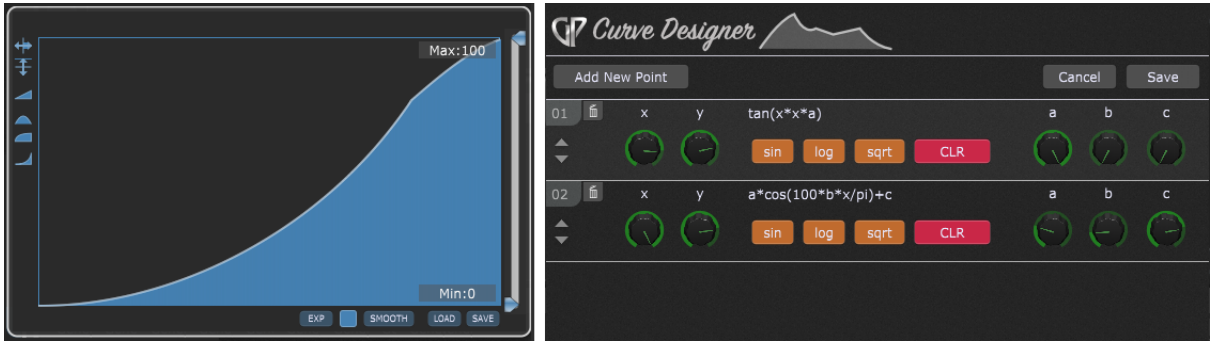 Max:100
Min:0
EXP SMOOTH LOAD SAVE
GP Curve Designer
Add New Point Cancel Save
01 x y tan(x*x*a) a b c
sin log sqrt CLR
02 x y a*cos(100*b*x/pi)+c a b c
sin log sqrt CLR